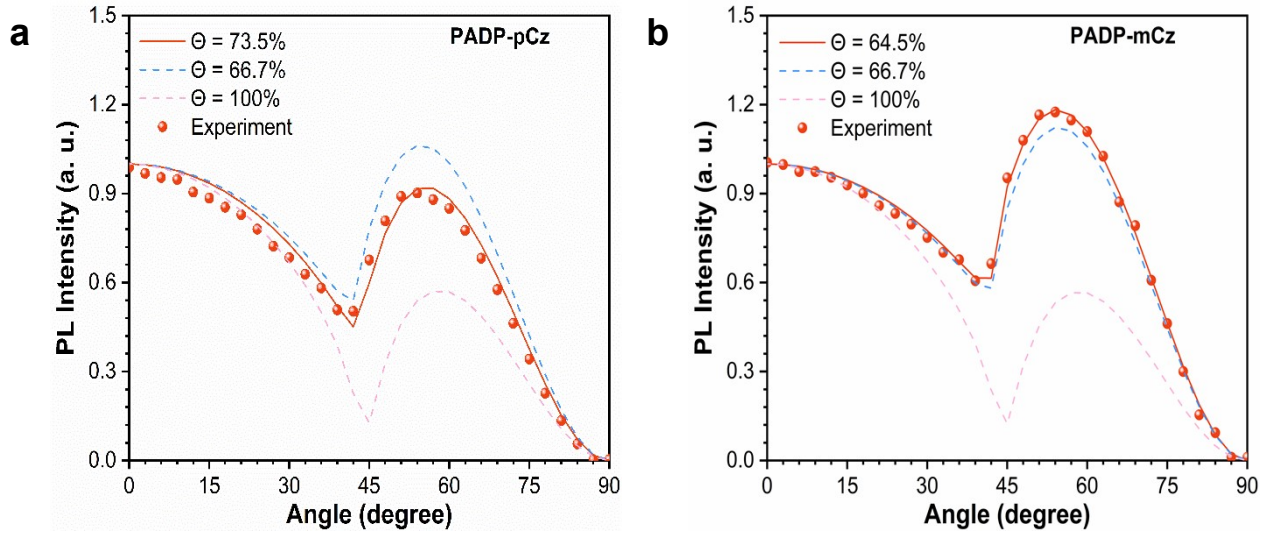 a
PADP-pCz
Θ = 73.5%
Θ = 66.7%
Θ = 100%
Experiment
PL Intensity (a. u.)
1.5
1.2
0.9
0.6
0.3
0.0
0 15 30 45 60 75 90
Angle (degree)
b
PADP-mCz
Θ = 64.5%
Θ = 66.7%
Θ = 100%
Experiment
PL Intensity (a. u.)
1.5
1.2
0.9
0.6
0.3
0.0
0 15 30 45 60 75 90
Angle (degree)